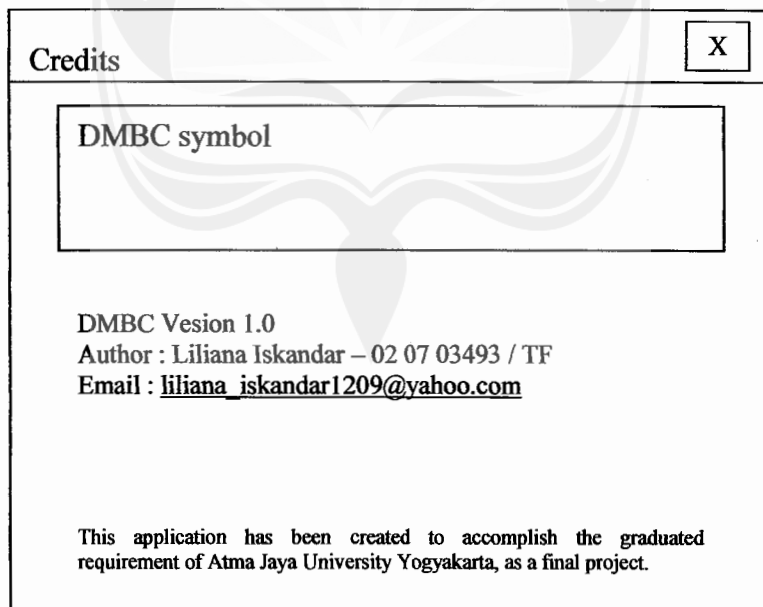 Credits
X
DMBC symbol
DMBC Vesion 1.0
Author : Liliana Iskandar – 02 07 03493 / TF
Email : liliana_iskandar1209@yahoo.com
This application has been created to accomplish the graduated
requirement of Atma Jaya University Yogyakarta, as a final project.